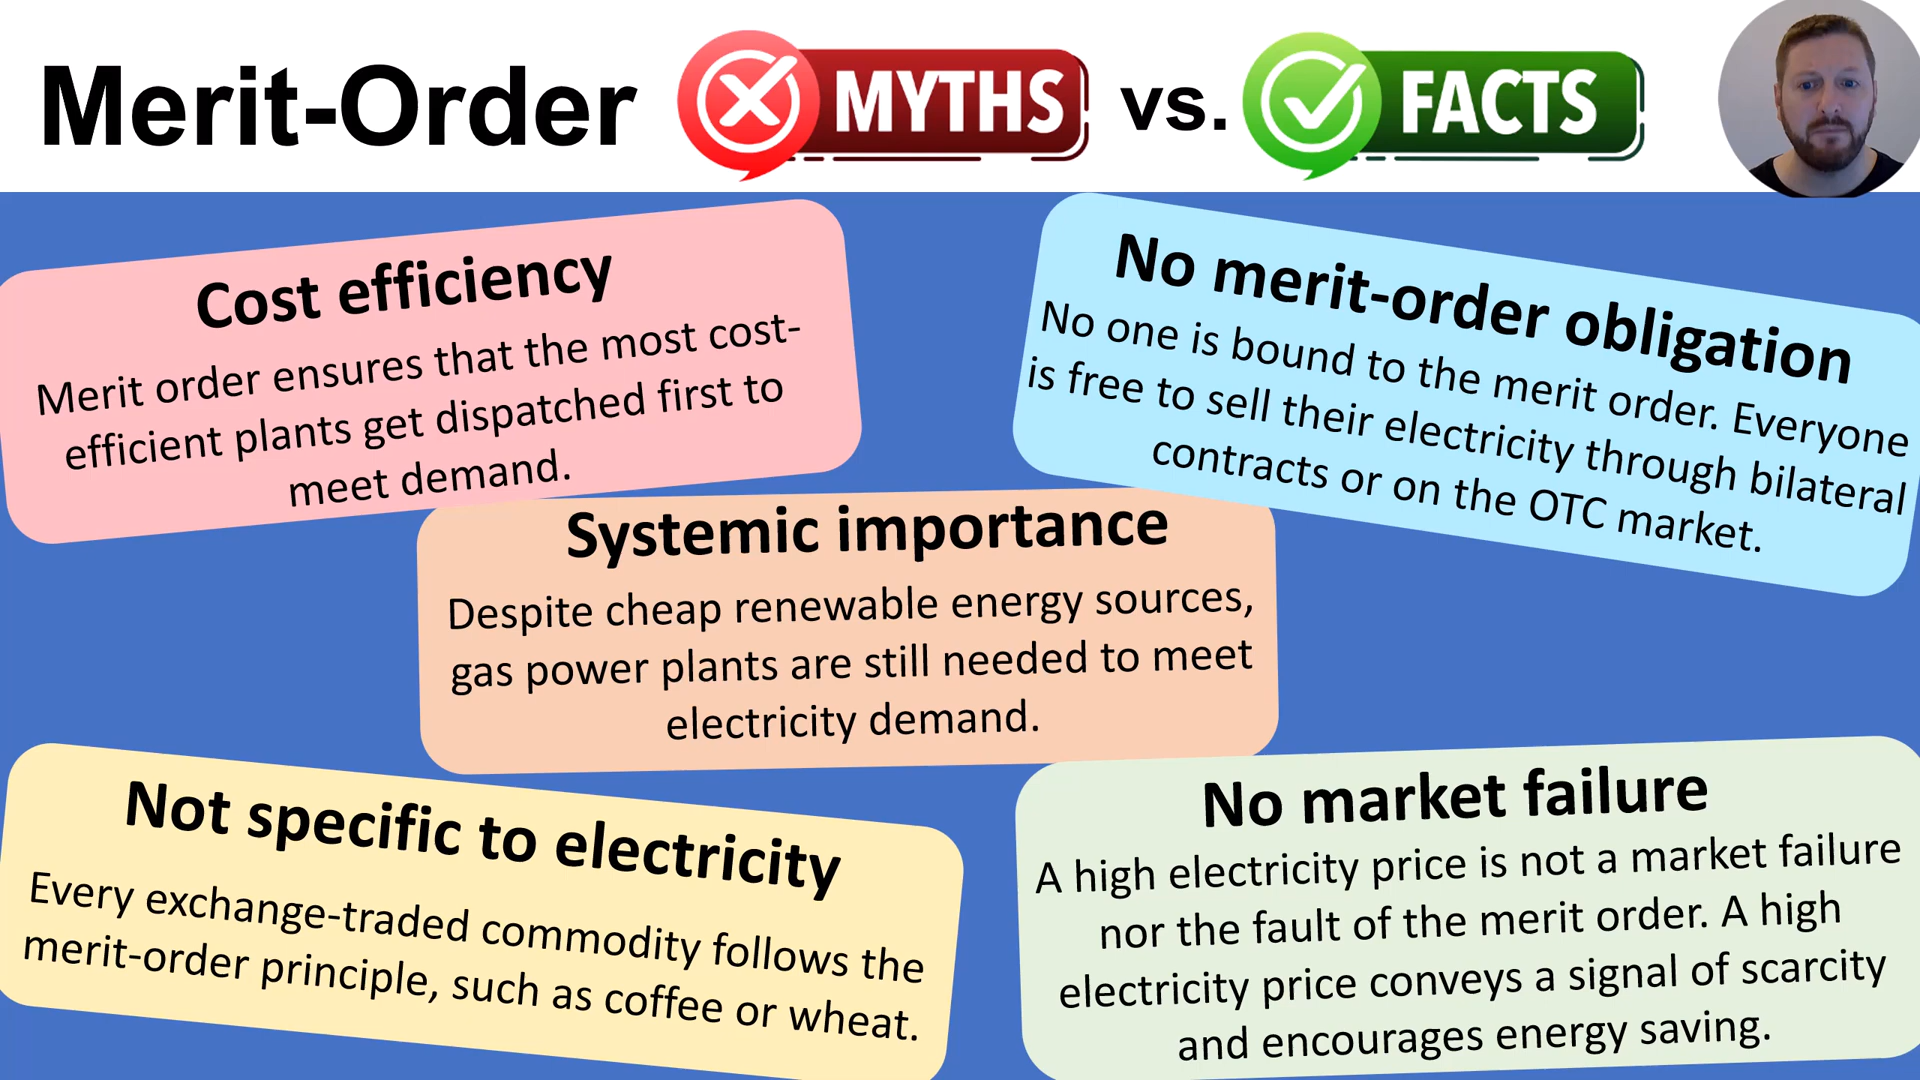 Merit-Order MYTHS vs. FACTS
Cost efficiency
Merit order ensures that the most cost-
efficient plants get dispatched first to
meet demand.
No merit-order obligation
No one is bound to the merit order. Everyone
is free to sell their electricity through bilateral
contracts or on the OTC market.
Systemic importance
Despite cheap renewable energy sources,
gas power plants are still needed to meet
electricity demand.
Not specific to electricity
Every exchange-traded commodity follows the
merit-order principle, such as coffee or wheat.
No market failure
A high electricity price is not a market failure
nor the fault of the merit order. A high
electricity price conveys a signal of scarcity
and encourages energy saving.